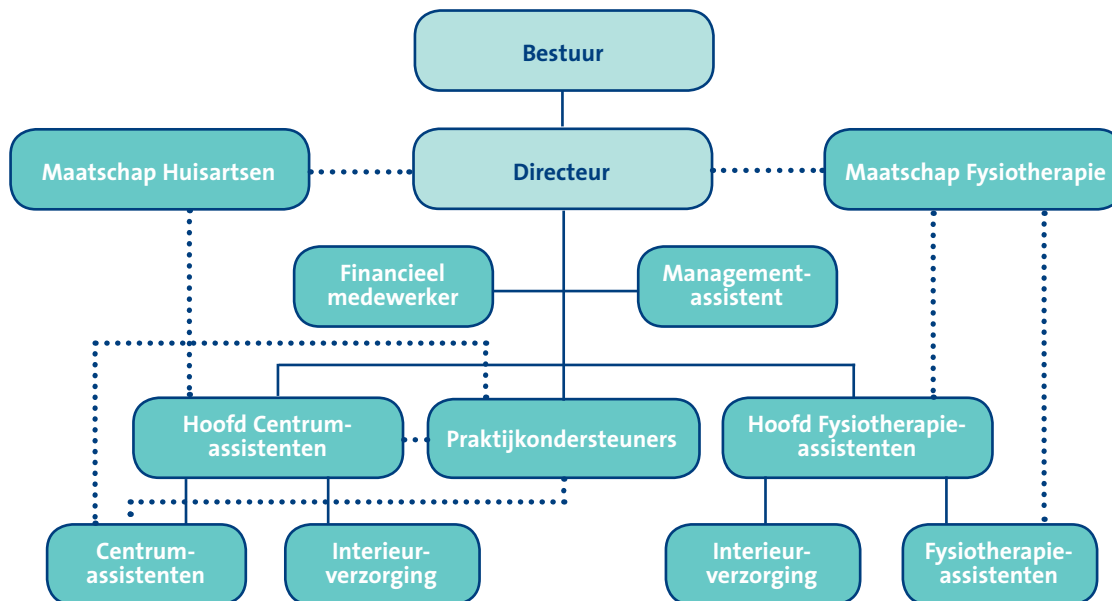 Bestuur
Maatschap Huisartsen
Directeur
Maatschap Fysiotherapie
Financieel
medewerker
Management-
assistent
Hoofd Centrum-
assistenten
Praktijkondersteuners
Hoofd Fysiotherapie-
assistenten
Centrum-
assistenten
Interieur-
verzorging
Interieur-
verzorging
Fysiotherapie-
assistenten